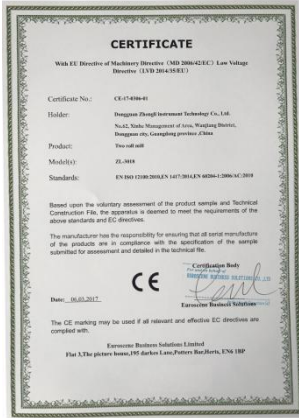 CERTIFICATE
With EU Directive of Machinery Directive (MD 2006/42/EC) Low Voltage
Directive (LVD 2014/35/EU)
Certificate No.: CE-17-0306-01
Holder: Dongguan Zhongli Instrument Technology Co., Ltd.
No.62, Xinhe Management of Area, Wanjiang District,
Dongguan city, Guangdong province ,China
Product: Two roll mill
Model(s): ZL-3018
Standards: EN ISO 12100:2010,EN 1417:2014,EN 60204-1:2006/AC:2010
Based upon the voluntary assessment of the product sample and Technical
Construction File, the apparatus is deemed to meet the requirements of the
above standards and EC directives.
The manufacturer has the responsibility for ensuring that all serial manufacture
of the products are in compliance with the specification of the sample
submitted for assessment and detailed in the technical file.
Certification Body
EUROZONE BUSINESS SOLUTIONS LTD
CE
Date: 06.03.2017
Eurozone Business Solutions
The CE marking may be used if all relevant and effective EC directives are
complied with.
Eurozone Business Solutions Limited
Flat 3,The picture house,195 darkes Lane,Potters Bar,Herts, EN6 1BP